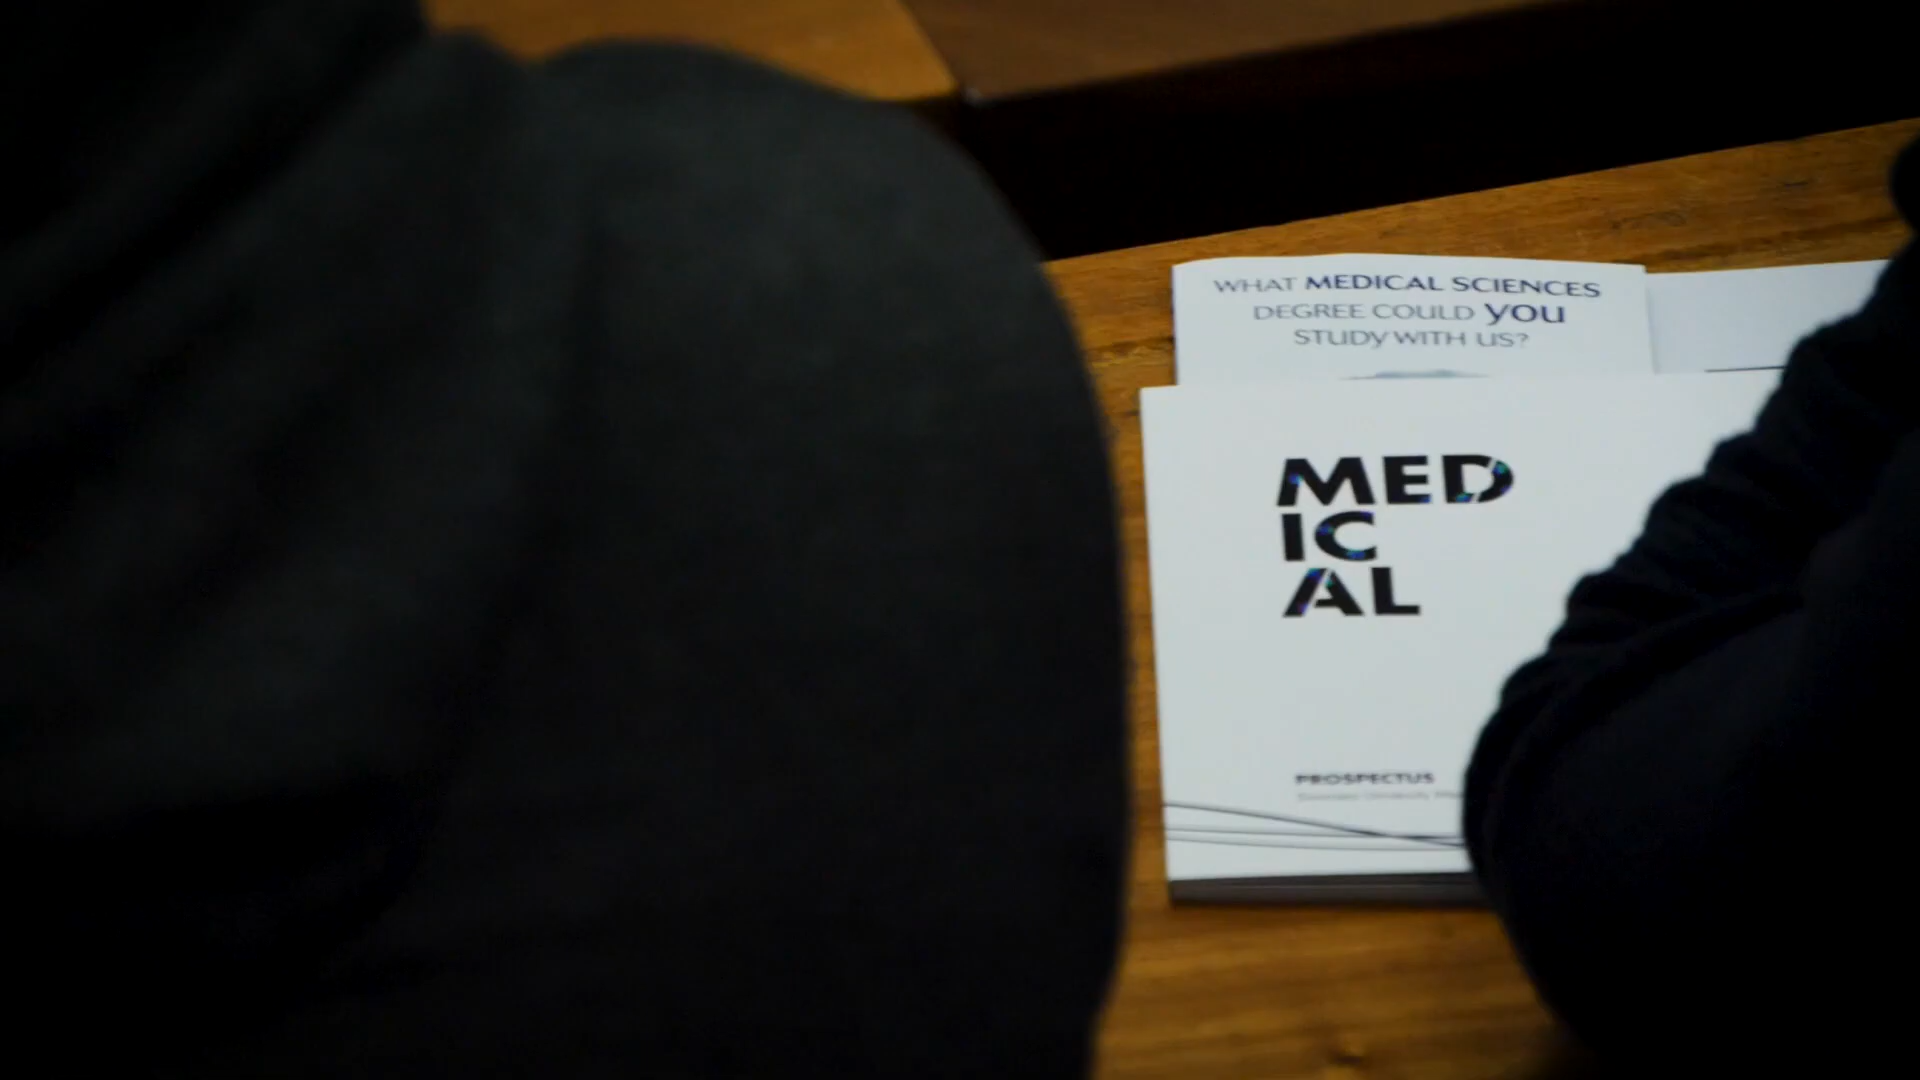 WHAT MEDICAL SCIENCES
DEGREE COULD you
STUDY WITH US?
MED
IC
AL
PROSPECTUS